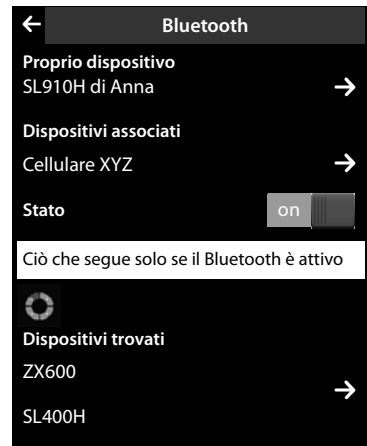 Bluetooth
Proprio dispositivo
SL910H di Anna
Dispositivi associati
Cellulare XYZ
Stato
on
Ciò che segue solo se il Bluetooth è attivo
Dispositivi trovati
ZX600
SL400H